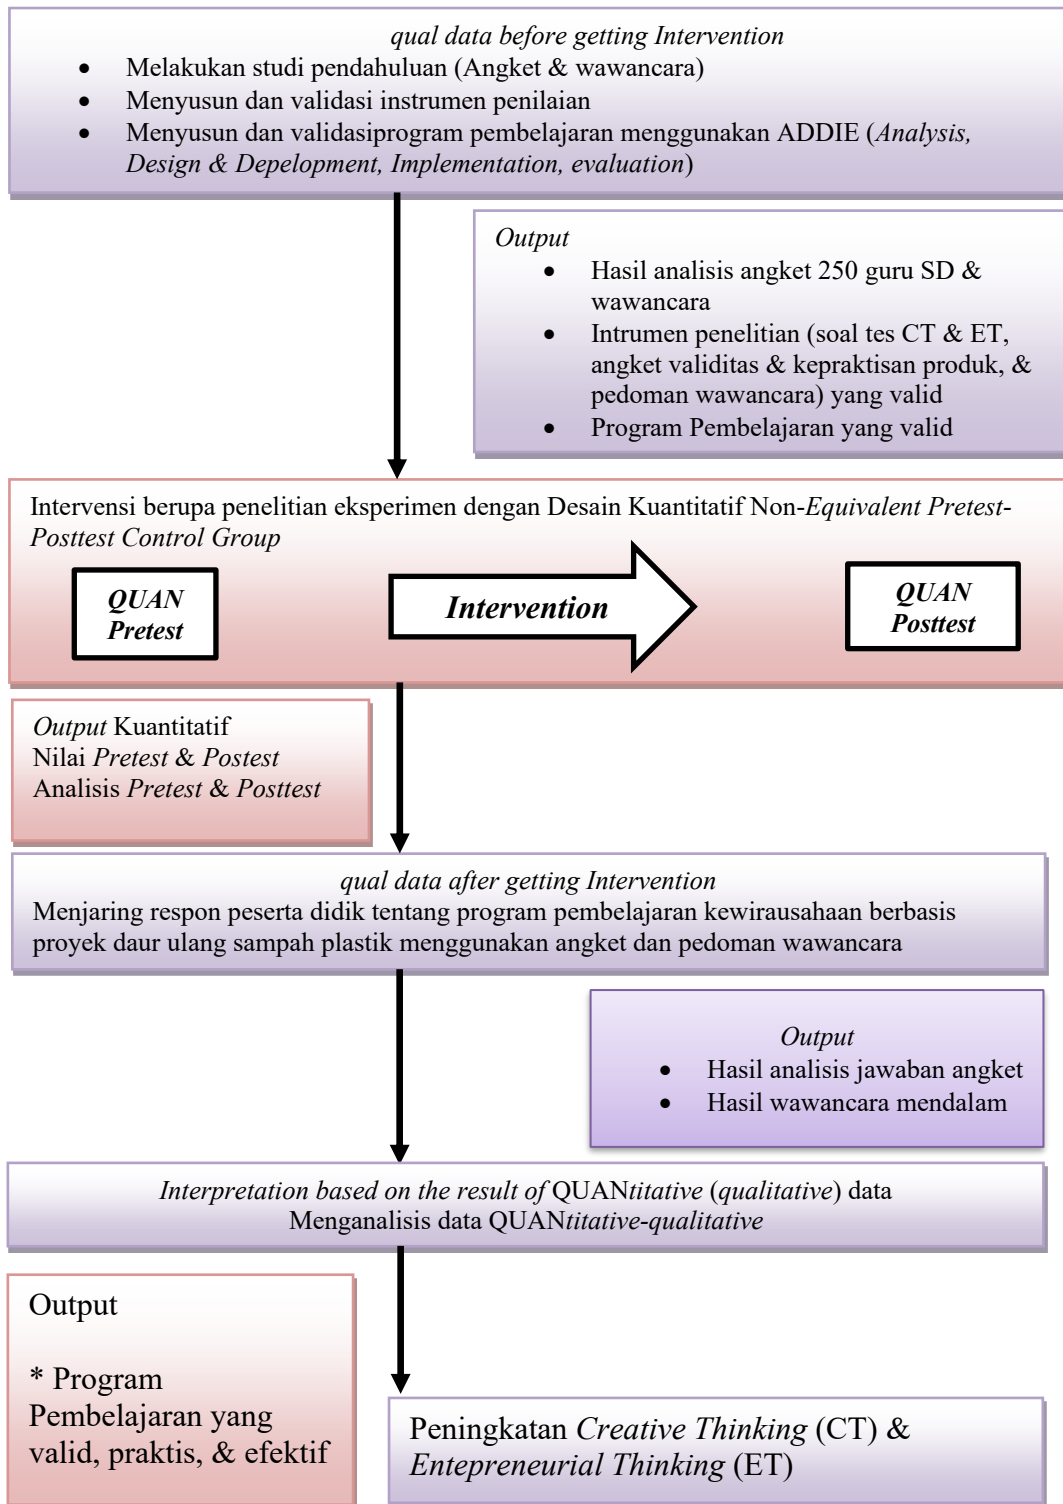 qual data before getting Intervention
• Melakukan studi pendahuluan (Angket & wawancara)
• Menyusun dan validasi instrumen penilaian
• Menyusun dan validasiprogram pembelajaran menggunakan ADDIE (Analysis,
Design & Depelopment, Implementation, evaluation)
Output
• Hasil analisis angket 250 guru SD &
wawancara
• Intrumen penelitian (soal tes CT & ET,
angket validitas & kepraktisan produk, &
pedoman wawancara) yang valid
• Program Pembelajaran yang valid
Intervensi berupa penelitian eksperimen dengan Desain Kuantitatif Non-Equivalent Pretest-
Posttest Control Group
QUAN
Pretest
Intervention
QUAN
Posttest
Output Kuantitatif
Nilai Pretest & Postest
Analisis Pretest & Posttest
qual data after getting Intervention
Menjaring respon peserta didik tentang program pembelajaran kewirausahaan berbasis
proyek daur ulang sampah plastik menggunakan angket dan pedoman wawancara
Output
• Hasil analisis jawaban angket
• Hasil wawancara mendalam
Interpretation based on the result of QUANtitative (qualitative) data
Menganalisis data QUANtitative-qualitative
Output
* Program
Pembelajaran yang
valid, praktis, & efektif
Peningkatan Creative Thinking (CT) &
Entepreneurial Thinking (ET)